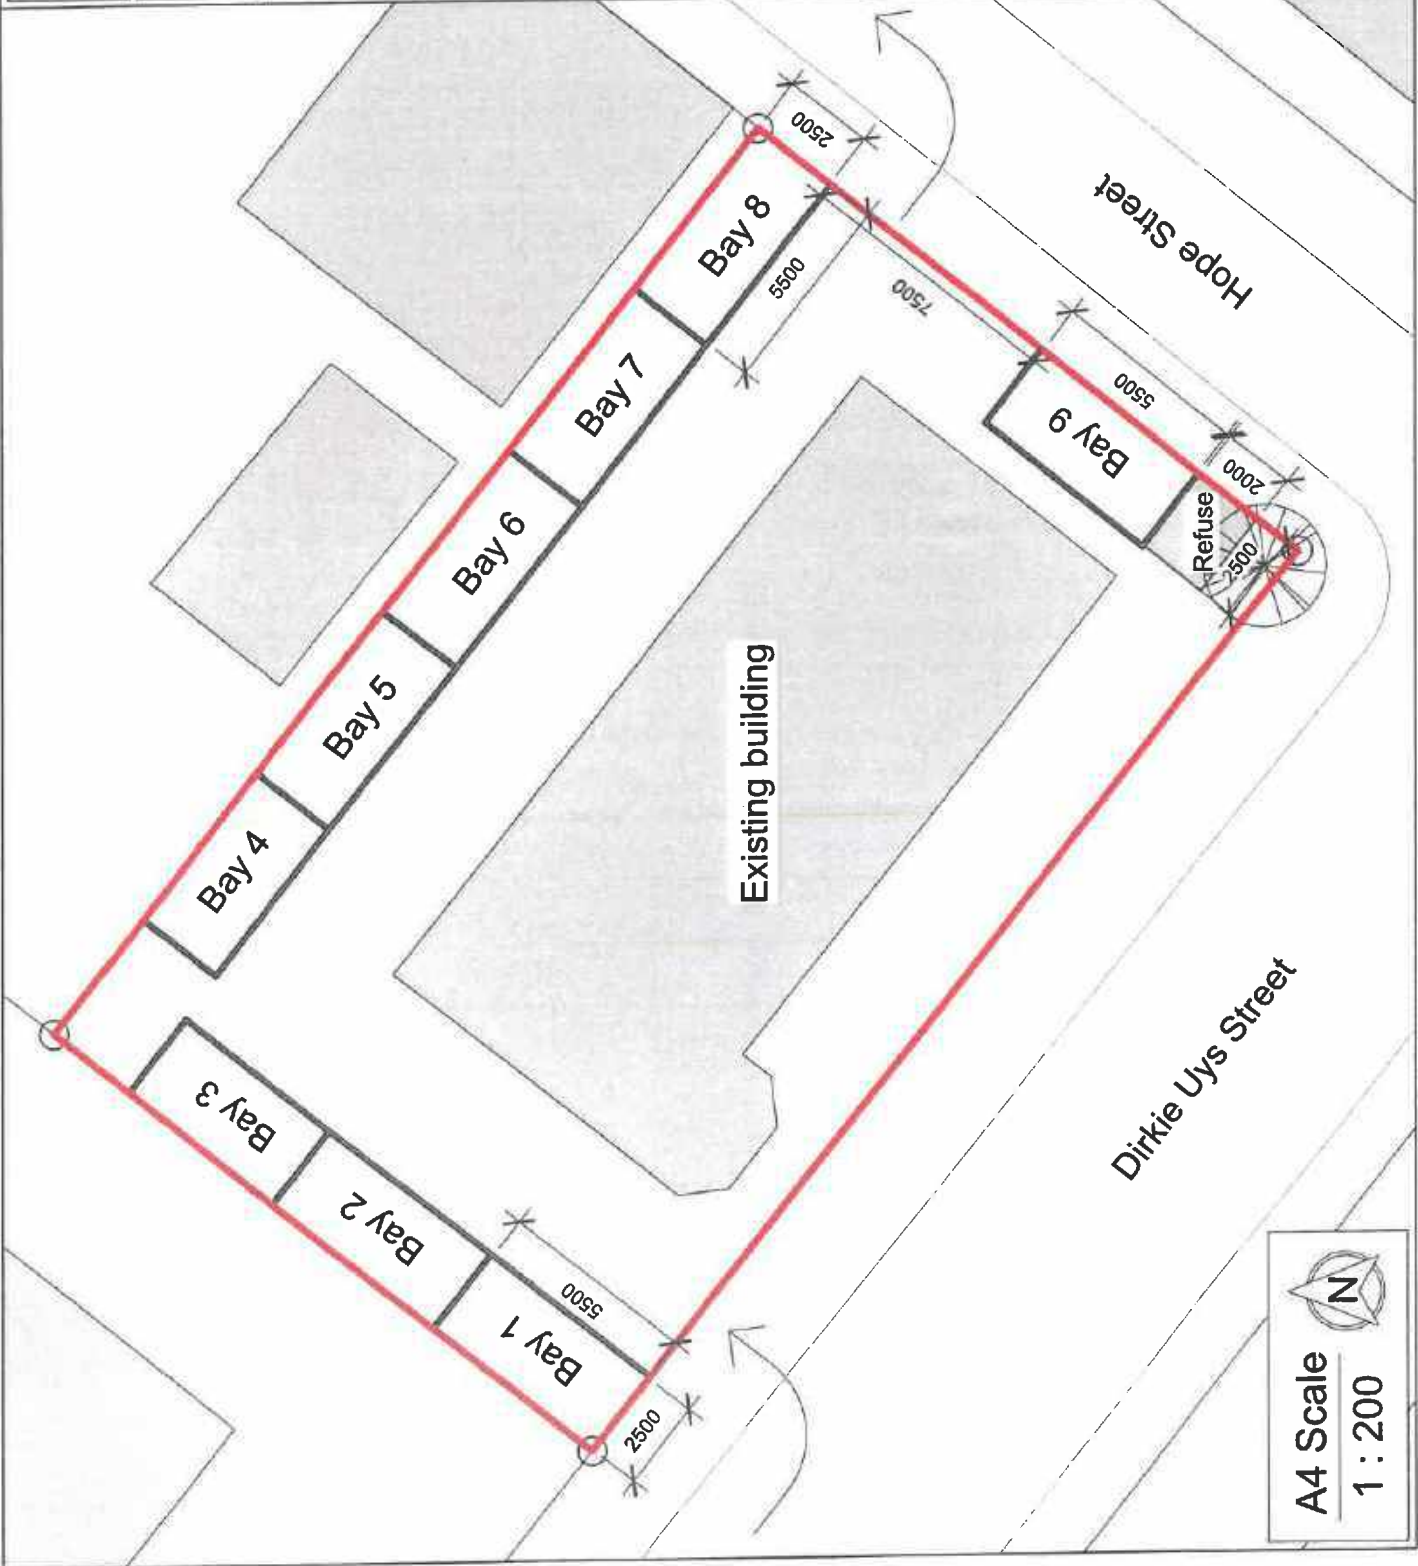 2500
Bay 8
5500
7500
Hope Street
Bay 7
5500
Bay 9
2000
Refuse
2500
Bay 6
Bay 5
Existing building
Bay 4
Bay 3
Bay 2
Dirkie Uys Street
5500
Bay 1
2500
N
A4 Scale
1 : 200